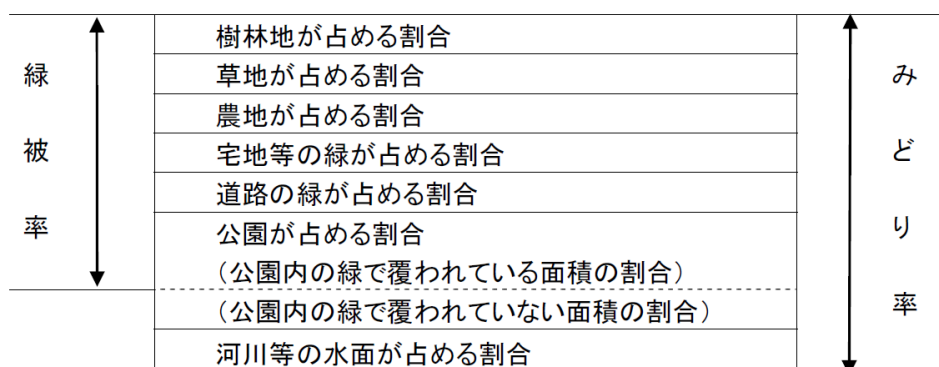 緑被率
樹林地が占める割合
草地が占める割合
農地が占める割合
宅地等の緑が占める割合
道路の緑が占める割合
公園が占める割合
（公園内の緑で覆われている面積の割合）
（公園内の緑で覆われていない面積の割合）
河川等の水面が占める割合
みどり率